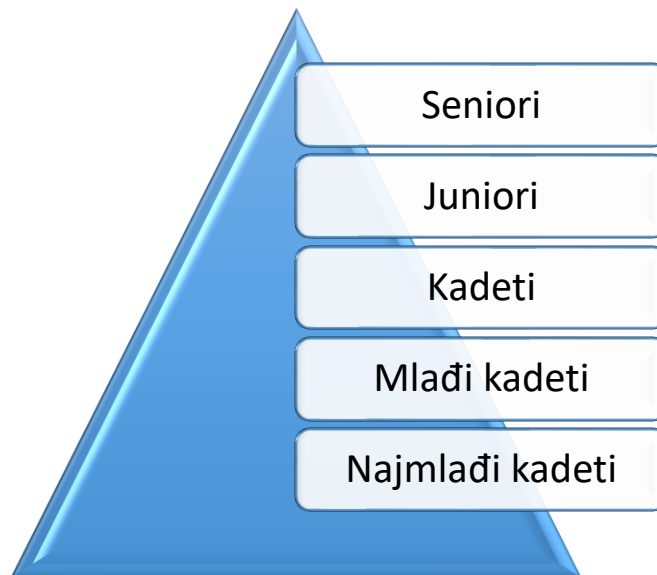 Seniori
Juniori
Kadeti
Mlađi kadeti
Najmlađi kadeti